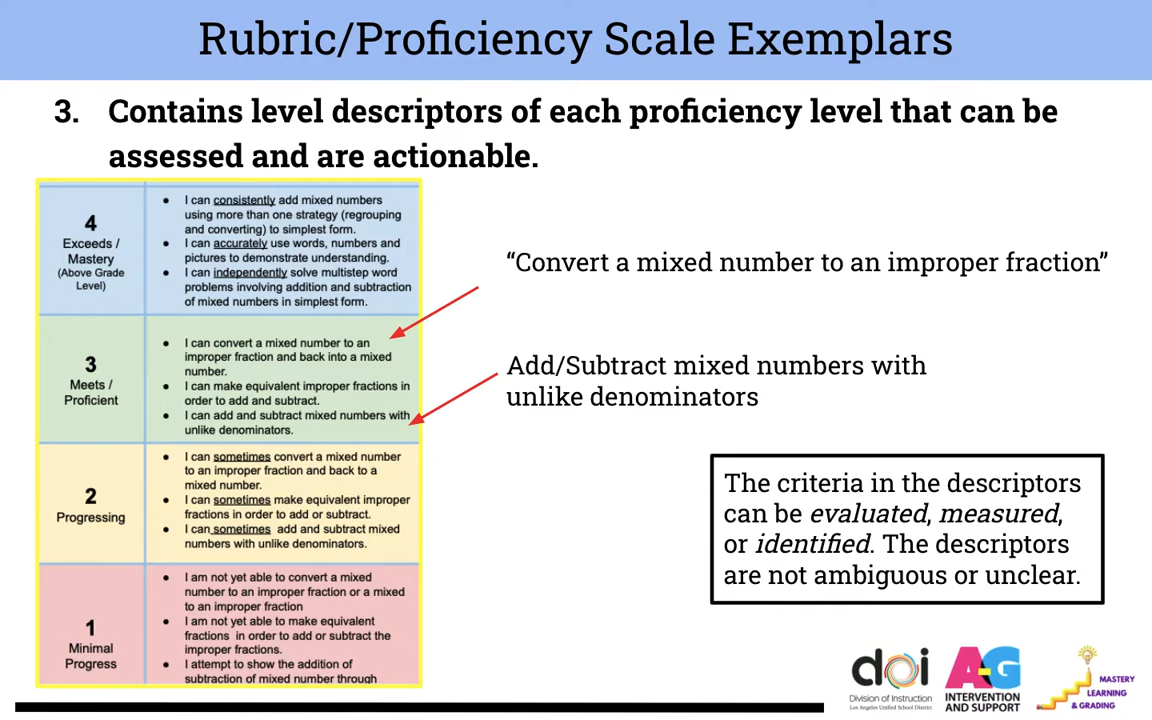 Rubric/Proficiency Scale Exemplars
3. Contains level descriptors of each proficiency level that can be
assessed and are actionable.
4
Exceeds /
Mastery
(Above Grade
Level)
● I can consistently add mixed numbers
using more than one strategy (regrouping
and converting) to simplest form.
● I can accurately use words, numbers and
pictures to demonstrate understanding.
● I can independently solve multistep word
problems involving addition and subtraction
of mixed numbers in simplest form.
3
Meets /
Proficient
● I can convert a mixed number to an
improper fraction and back into a mixed
number.
● I can make equivalent improper fractions in
order to add and subtract.
● I can add and subtract mixed numbers with
unlike denominators.
2
Progressing
● I can sometimes convert a mixed number
to an improper fraction and back to a
mixed number.
● I can sometimes make equivalent improper
fractions in order to add or subtract.
● I can sometimes add and subtract mixed
numbers with unlike denominators.
1
Minimal
Progress
● I am not yet able to convert a mixed
number to an improper fraction or a mixed
to an improper fraction
● I am not yet able to make equivalent
fractions in order to add or subtract the
improper fractions.
● I attempt to show the addition of
subtraction of mixed number through
“Convert a mixed number to an improper fraction”
Add/Subtract mixed numbers with
unlike denominators
The criteria in the descriptors
can be evaluated, measured,
or identified. The descriptors
are not ambiguous or unclear.
doi
Division of Instruction
Los Angeles Unified School District
A-G
INTERVENTION
AND SUPPORT
MASTERY
LEARNING
& GRADING